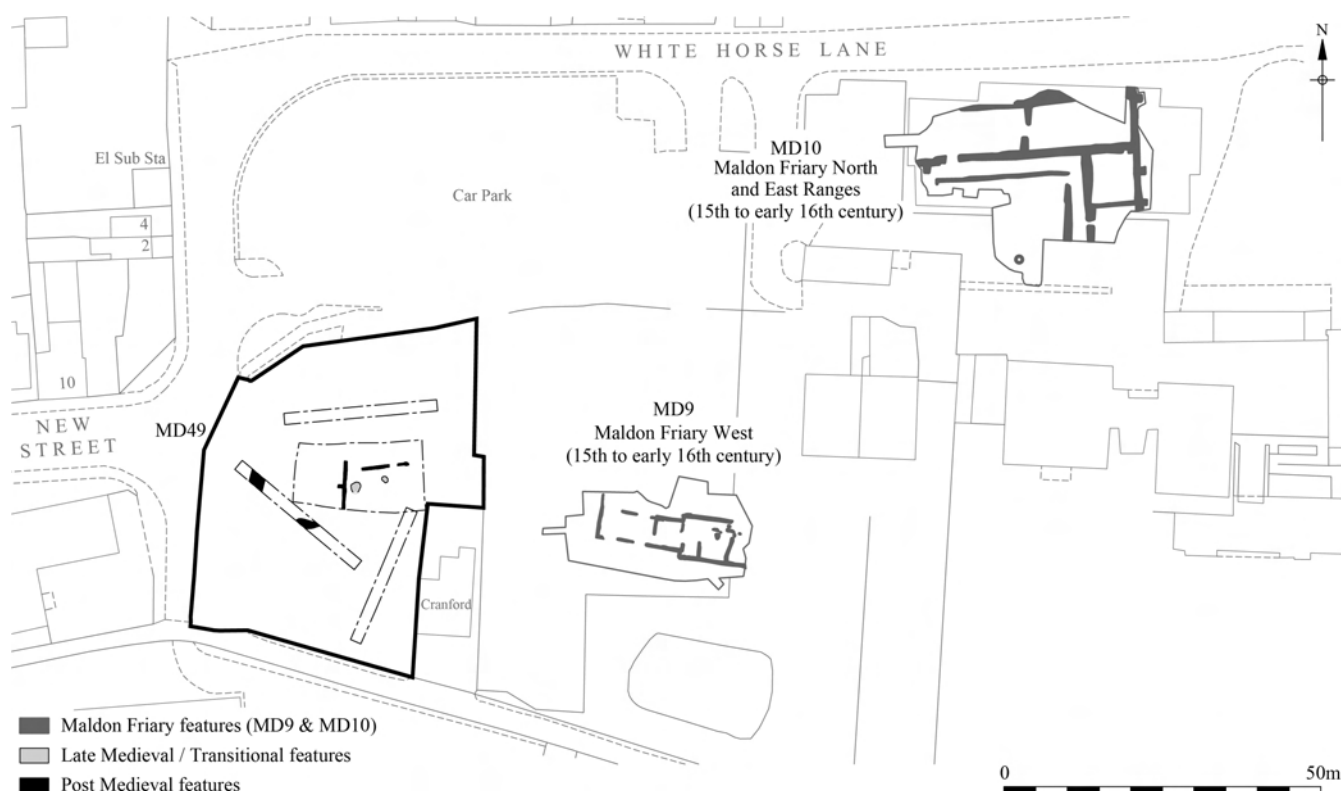 WHITE HORSE LANE
N
El Sub Sta
4
2
Car Park
MD10
Maldon Friary North
and East Ranges
(15th to early 16th century)
10
NEW
STREET
MD49
MD9
Maldon Friary West
(15th to early 16th century)
Cranford
Maldon Friary features (MD9 & MD10)
Late Medieval / Transitional features
Post Medieval features
0
50m